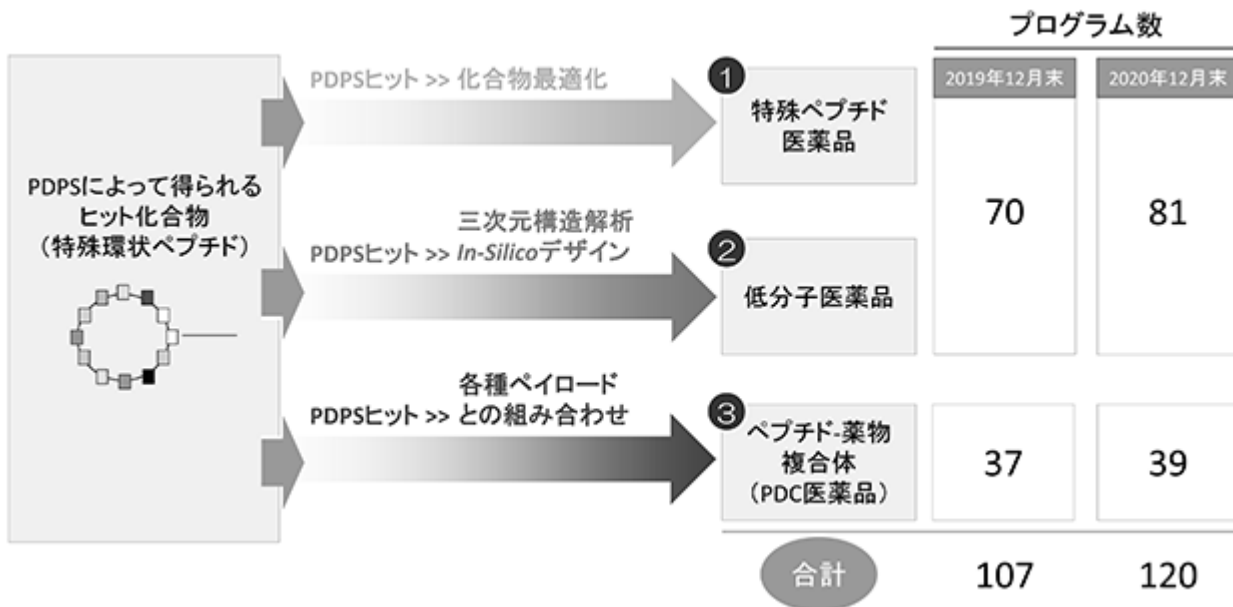 プログラム数
2019年12月末
2020年12月末
PDPSによって得られる
ヒット化合物
（特殊環状ペプチド）
PDPSヒット >> 化合物最適化
❶
特殊ペプチド
医薬品
70
81
三次元構造解析
PDPSヒット >> In-Silicoデザイン
❷
低分子医薬品
各種ペイロード
PDPSヒット >> との組み合わせ
❸
ペプチド-薬物
複合体
（PDC医薬品）
37
39
合計
107
120